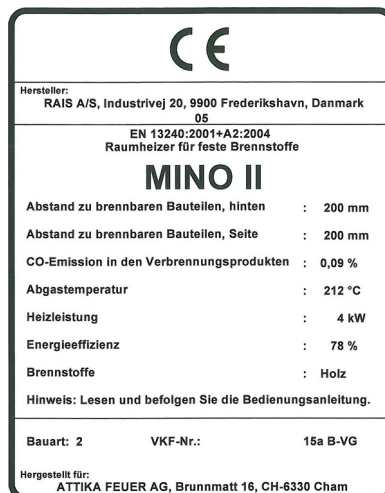 CE
Hersteller:
RAIS A/S, Industrivej 20, 9900 Frederikshavn, Danmark
05
EN 13240:2001+A2:2004
Raumheizer für feste Brennstoffe
MINO II
Abstand zu brennbaren Bauteilen, hinten : 200 mm
Abstand zu brennbaren Bauteilen, Seite : 200 mm
CO-Emission in den Verbrennungsprodukten : 0,09 %
Abgastemperatur : 212 °C
Heizleistung : 4 kW
Energieeffizienz : 78 %
Brennstoffe : Holz
Hinweis: Lesen und befolgen Sie die Bedienungsanleitung.
Bauart: 2 VKF-Nr.: 15a B-VG
Hergestellt für:
ATTIKA FEUER AG, Brunnmatt 16, CH-6330 Cham